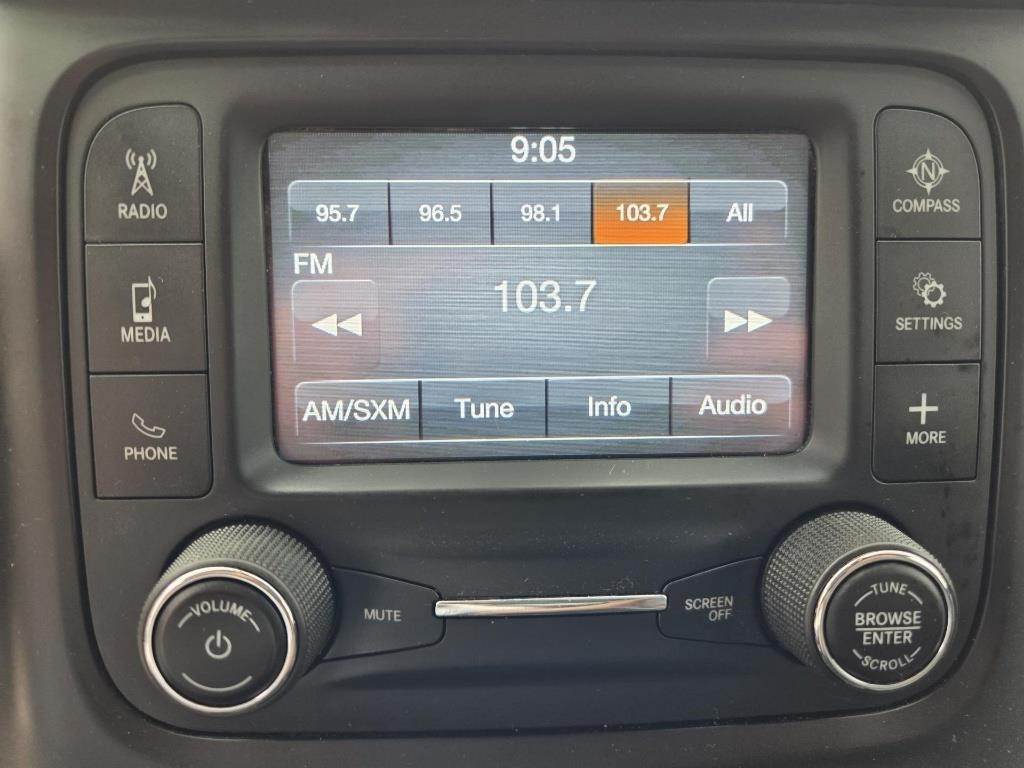 9:05
95.7 96.5 98.1 103.7 All
FM
103.7
AM/SXM Tune Info Audio
RADIO
MEDIA
PHONE
N
COMPASS
SETTINGS
MORE
VOLUME
MUTE
SCREEN
OFF
TUNE
BROWSE
ENTER
SCROLL